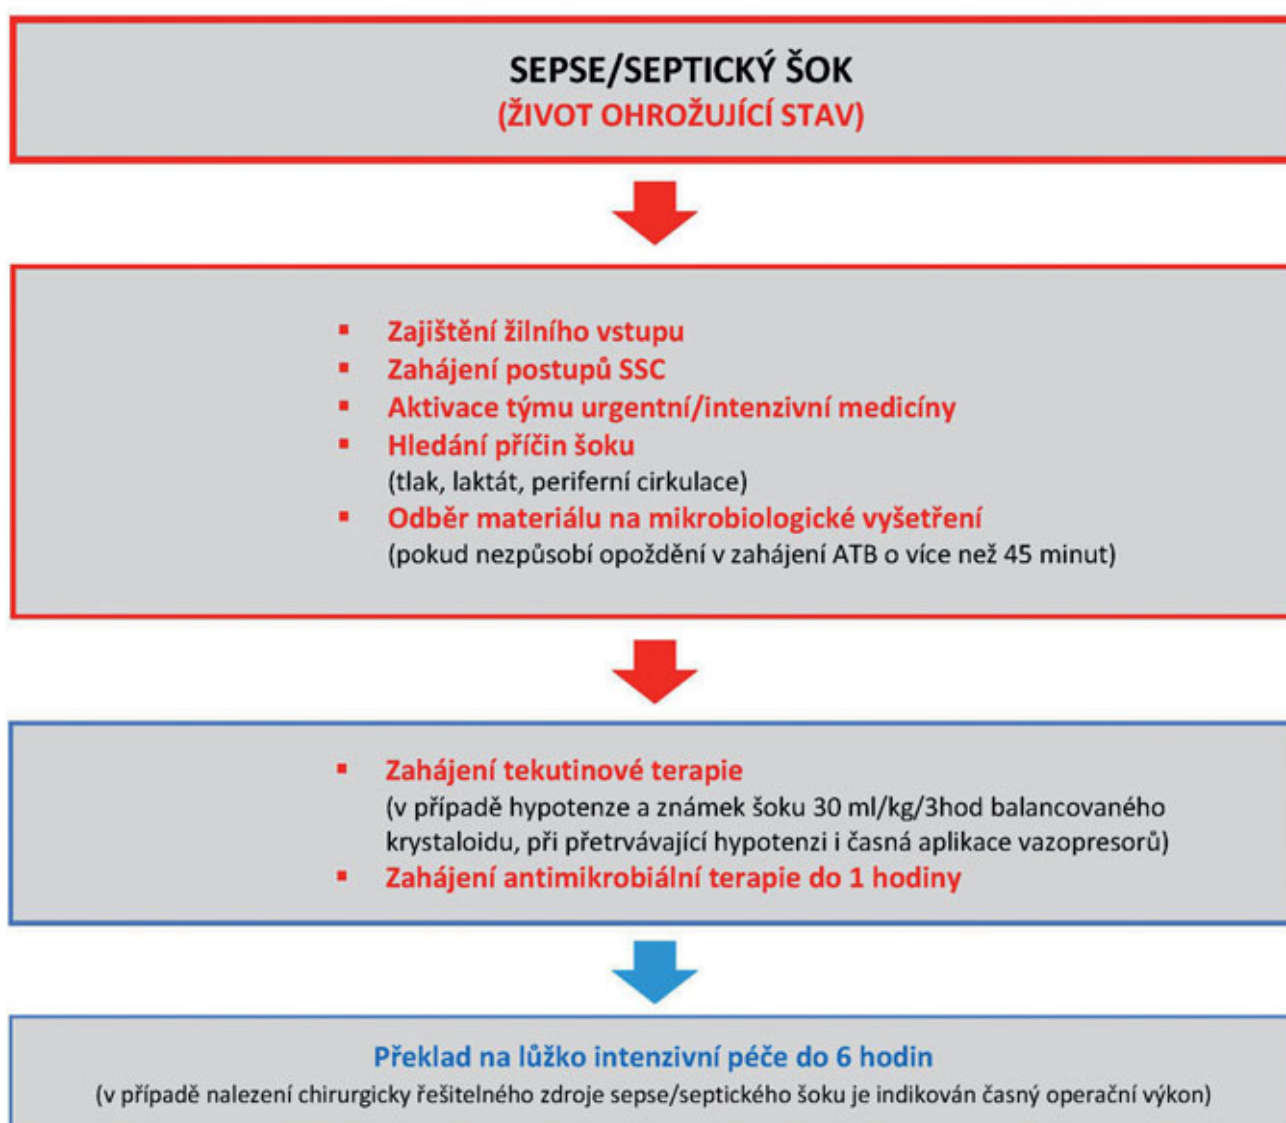 SEPSE/SEPTICKÝ ŠOK
(ŽIVOT OHROŽUJÍCÍ STAV)
▪ Zajištění žilního vstupu
▪ Zahájení postupů SSC
▪ Aktivace týmu urgentní/intenzivní medicíny
▪ Hledání příčin šoku
(tlak, laktát, periferní cirkulace)
▪ Odběr materiálu na mikrobiologické vyšetření
(pokud nezpůsobí opoždění v zahájení ATB o více než 45 minut)
▪ Zahájení tekutinové terapie
(v případě hypotenze a známek šoku 30 ml/kg/3hod balancovaného
krystaloidu, při přetrvávající hypotenzi i časná aplikace vazopresorů)
▪ Zahájení antimikrobiální terapie do 1 hodiny
Překlad na lůžko intenzivní péče do 6 hodin
(v případě nalezení chirurgicky řešitelného zdroje sepse/septického šoku je indikován časný operační výkon)